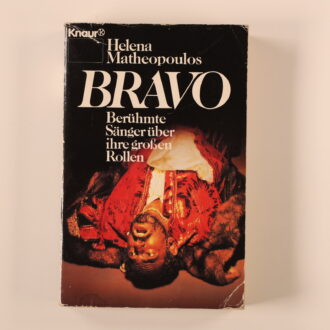 Knaur®
Helena
Matheopoulos
BRAVO
Berühmte
Sänger über
ihre großen
Rollen